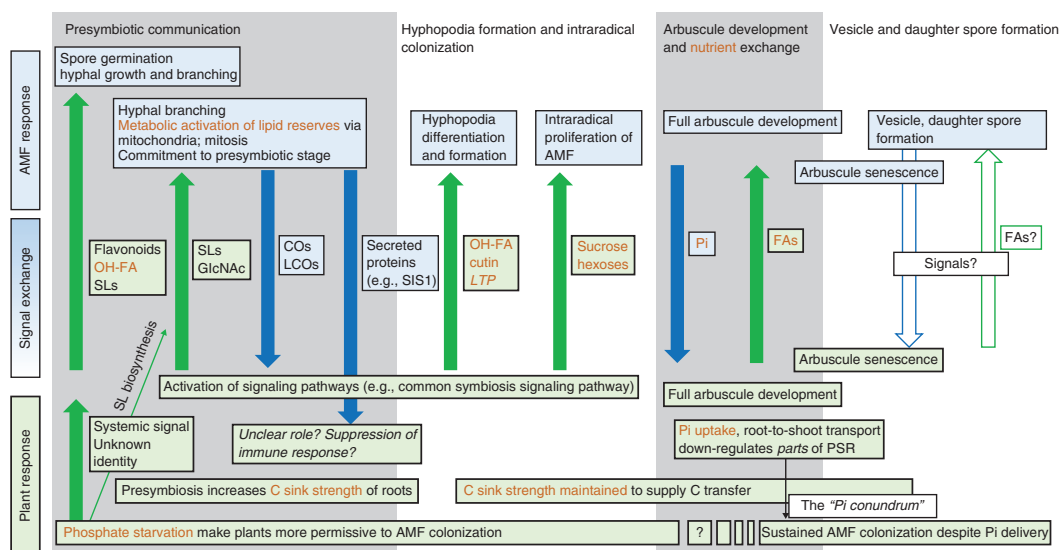 Presymbiotic communication
Hyphopodia formation and intraradical
colonization
Arbuscule development
and nutrient exchange
Vesicle and daughter spore formation
AMF response
Spore germination
hyphal growth and branching
Hyphal branching
Metabolic activation of lipid reserves via
mitochondria; mitosis
Commitment to presymbiotic stage
Hyphopodia
differentiation
and formation
Intraradical
proliferation of
AMF
Full arbuscule development
Vesicle, daughter spore
formation
Arbuscule senescence
Signal exchange
Flavonoids
OH-FA
SLs
SLs
GlcNAc
COs
LCOs
Secreted
proteins
(e.g., SIS1)
OH-FA
cutin
LTP
Sucrose
hexoses
Pi
FAs
FAs?
Signals?
SL biosynthesis
Arbuscule senescence
Activation of signaling pathways (e.g., common symbiosis signaling pathway)
Full arbuscule development
Plant response
Systemic signal
Unknown
identity
Unclear role? Suppression of
immune response?
Pi uptake, root-to-shoot transport
down-regulates parts of PSR
Presymbiosis increases C sink strength of roots
C sink strength maintained to supply C transfer
The "Pi conundrum"
Phosphate starvation make plants more permissive to AMF colonization
?
Sustained AMF colonization despite Pi delivery